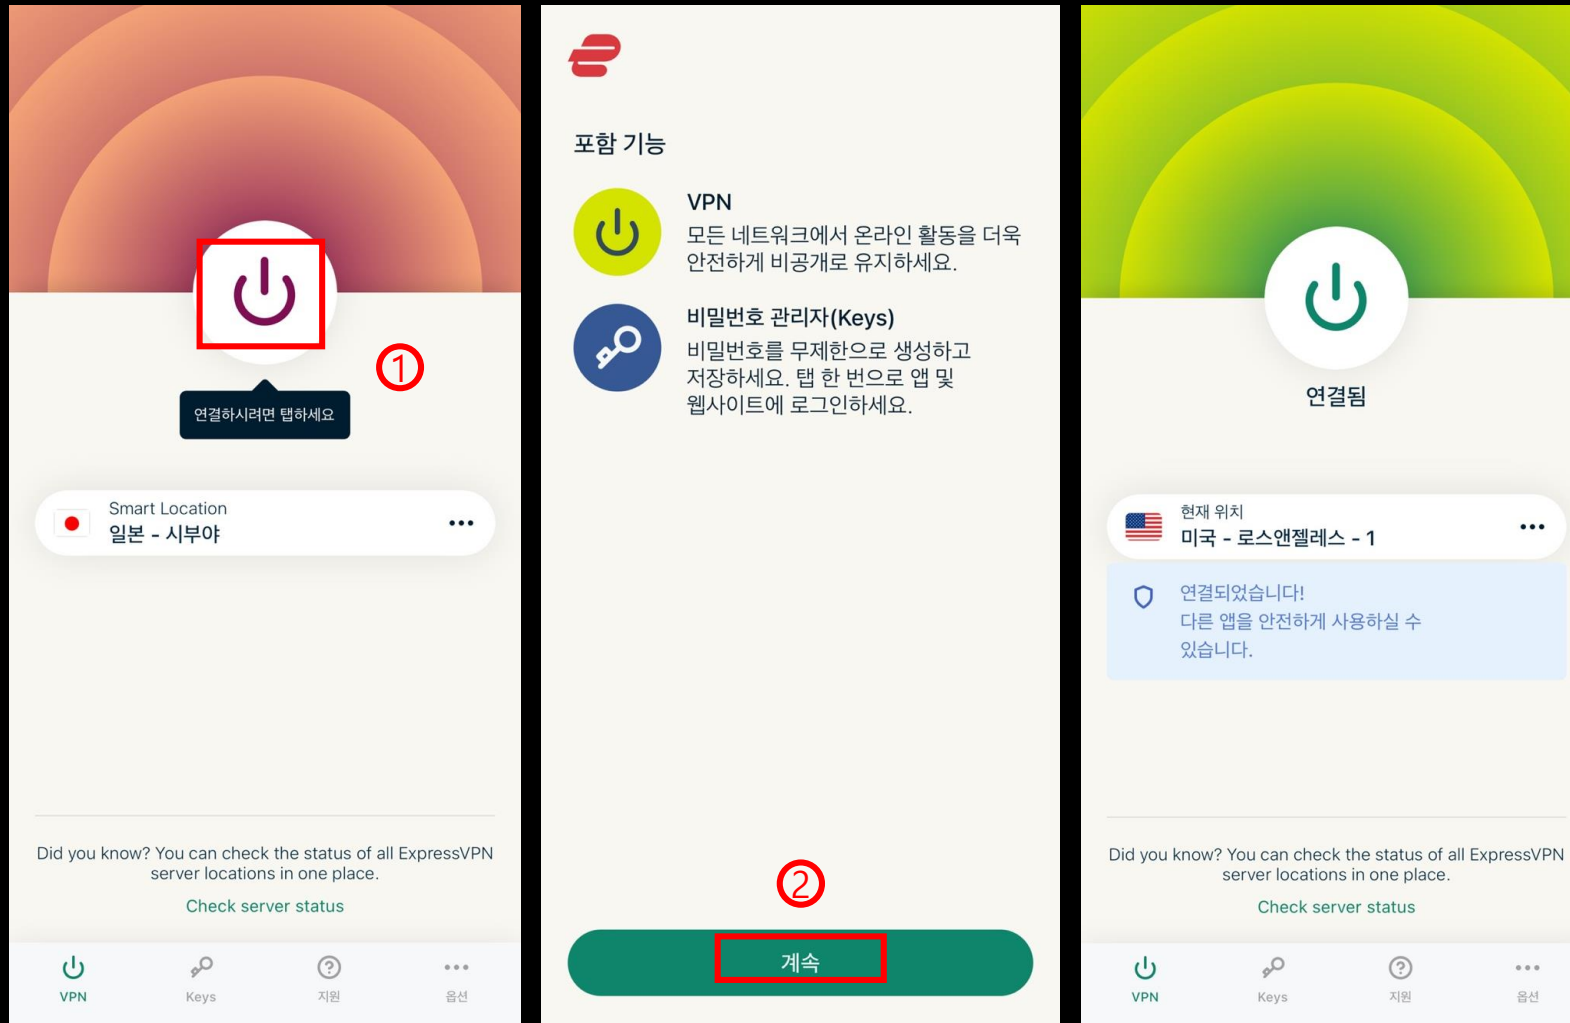 ①
연결하시려면 탭하세요
Smart Location
일본 - 시부야
Did you know? You can check the status of all ExpressVPN
server locations in one place.
Check server status
VPN
Keys
지원
옵션
포함 기능
VPN
모든 네트워크에서 온라인 활동을 더욱
안전하게 비공개로 유지하세요.
비밀번호 관리자(Keys)
비밀번호를 무제한으로 생성하고
저장하세요. 탭 한 번으로 앱 및
웹사이트에 로그인하세요.
②
계속
연결됨
현재 위치
미국 - 로스앤젤레스 - 1
연결되었습니다!
다른 앱을 안전하게 사용하실 수
있습니다.
Did you know? You can check the status of all ExpressVPN
server locations in one place.
Check server status
VPN
Keys
지원
옵션